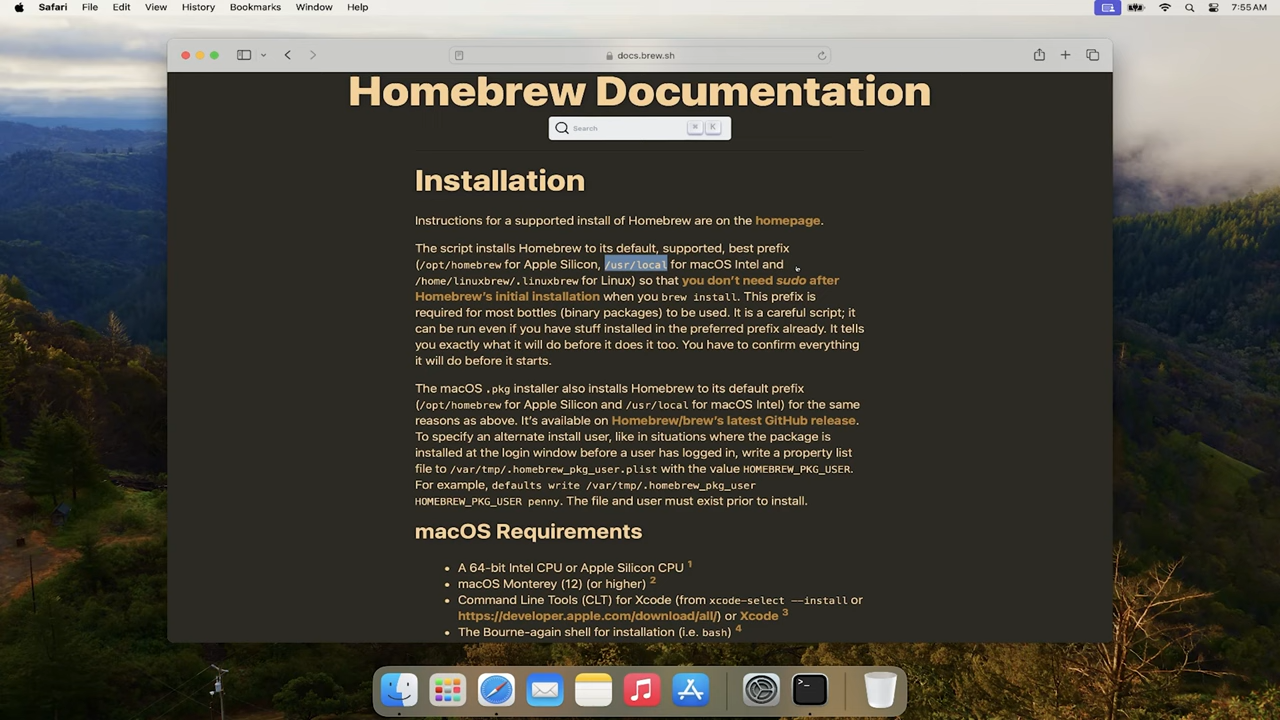 Safari File Edit View History Bookmarks Window Help 7:55 AM
docs.brew.sh
Homebrew Documentation
Search ⌘ K
Installation
Instructions for a supported install of Homebrew are on the homepage.
The script installs Homebrew to its default, supported, best prefix
(/opt/homebrew for Apple Silicon, /usr/local for macOS Intel and
/home/linuxbrew/.linuxbrew for Linux) so that you don’t need sudo after
Homebrew’s initial installation when you brew install. This prefix is
required for most bottles (binary packages) to be used. It is a careful script; it
can be run even if you have stuff installed in the preferred prefix already. It tells
you exactly what it will do before it does it too. You have to confirm everything
it will do before it starts.
The macOS .pkg installer also installs Homebrew to its default prefix
(/opt/homebrew for Apple Silicon and /usr/local for macOS Intel) for the same
reasons as above. It’s available on Homebrew/brew’s latest GitHub release.
To specify an alternate install user, like in situations where the package is
installed at the login window before a user has logged in, write a property list
file to /var/tmp/.homebrew_pkg_user.plist with the value HOMEBREW_PKG_USER.
For example, defaults write /var/tmp/.homebrew_pkg_user
HOMEBREW_PKG_USER penny. The file and user must exist prior to install.
macOS Requirements
• A 64-bit Intel CPU or Apple Silicon CPU 1
• macOS Monterey (12) (or higher) 2
• Command Line Tools (CLT) for Xcode (from xcode-select --install or
https://developer.apple.com/download/all/) or Xcode 3
• The Bourne-again shell for installation (i.e. bash) 4